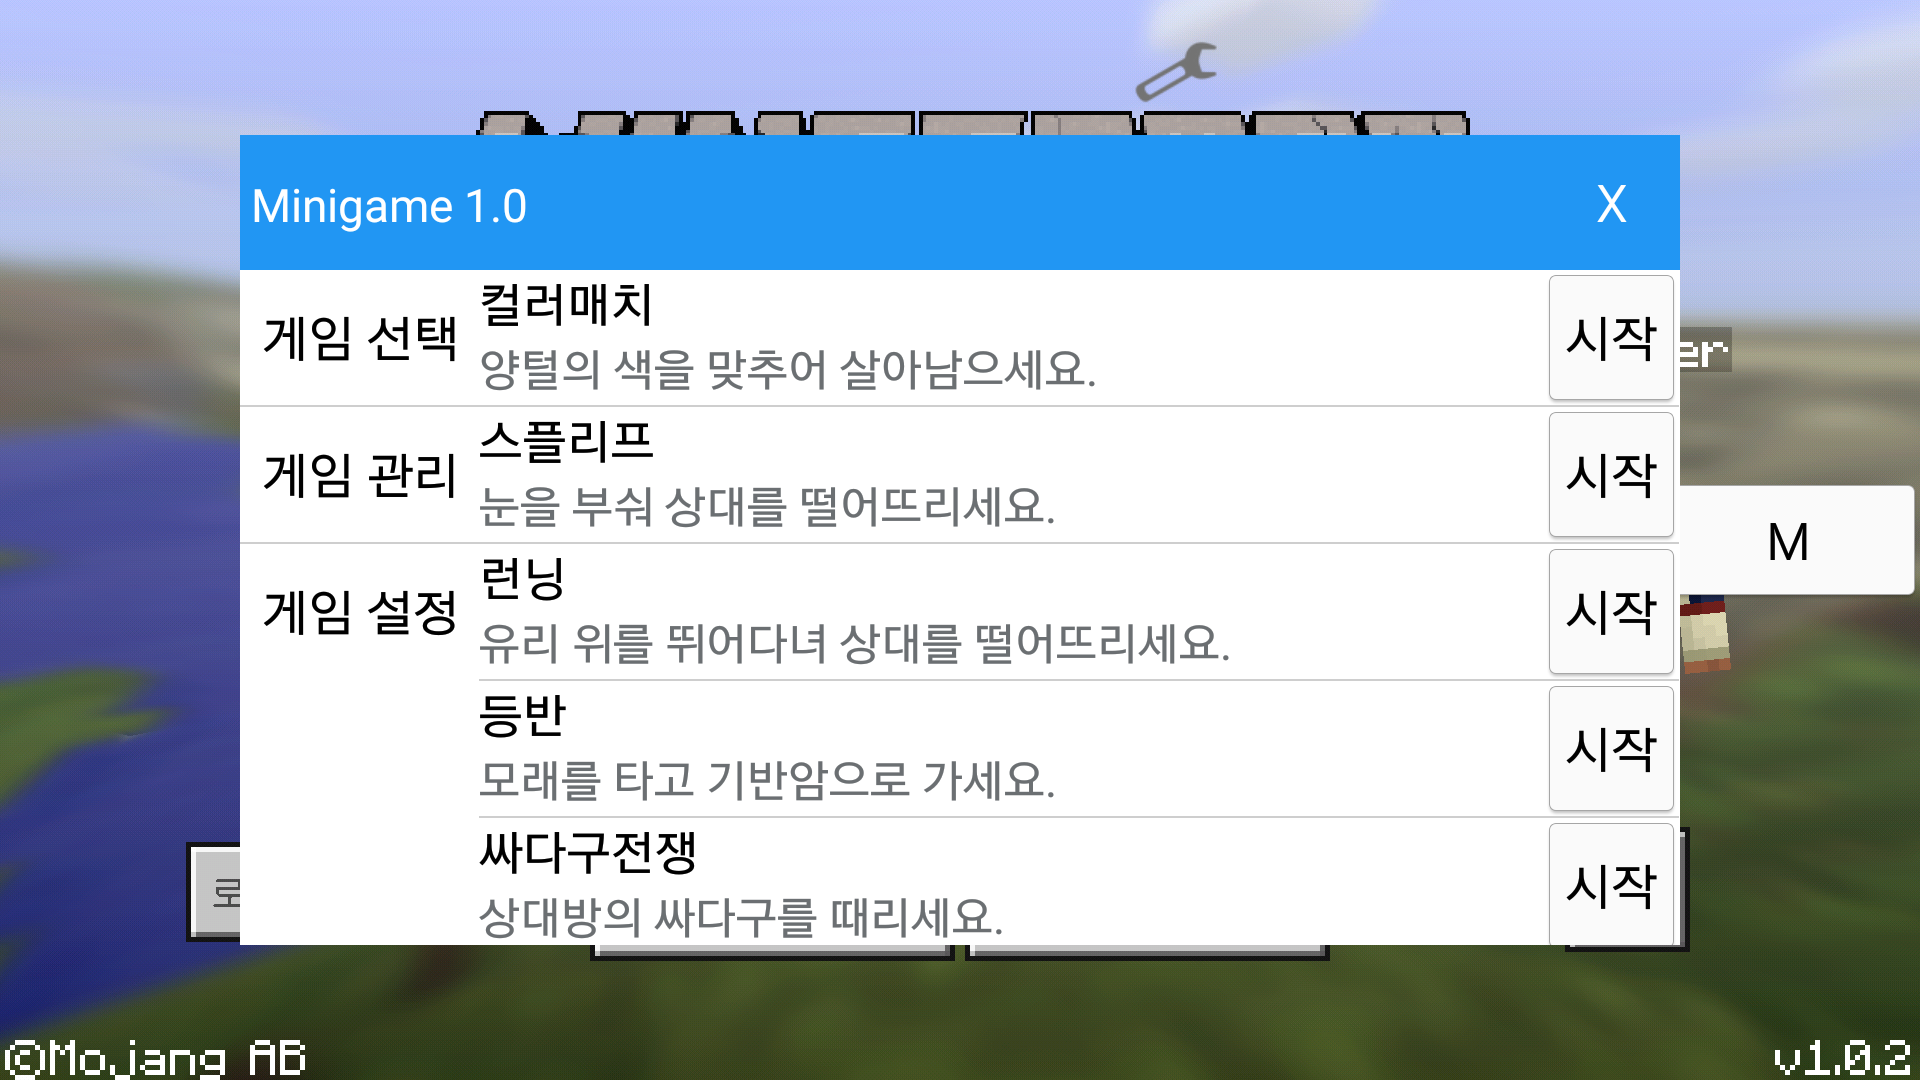 Minigame 1.0
X
게임 선택
컬러매치
양털의 색을 맞추어 살아남으세요.
시작
게임 관리
스플리프
눈을 부숴 상대를 떨어뜨리세요.
시작
게임 설정
런닝
유리 위를 뛰어다녀 상대를 떨어뜨리세요.
시작
등반
모래를 타고 기반암으로 가세요.
시작
싸다구전쟁
상대방의 싸다구를 때리세요.
시작
er
M
로
©Mojang AB
v1.0.2